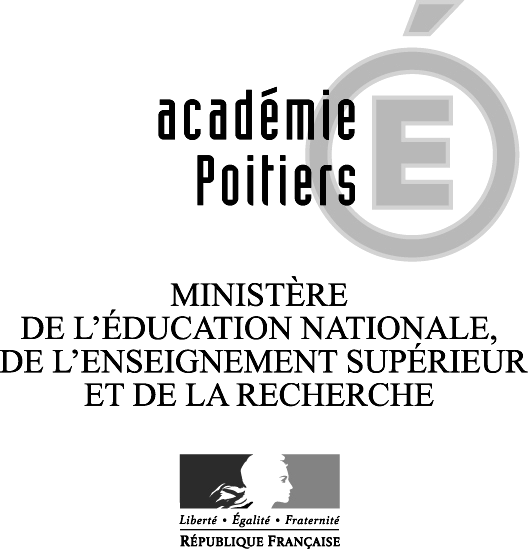 académie
Poitiers
É
MINISTÈRE
DE L'ÉDUCATION NATIONALE,
DE L'ENSEIGNEMENT SUPÉRIEUR
ET DE LA RECHERCHE
Liberté • Égalité • Fraternité
RÉPUBLIQUE FRANÇAISE